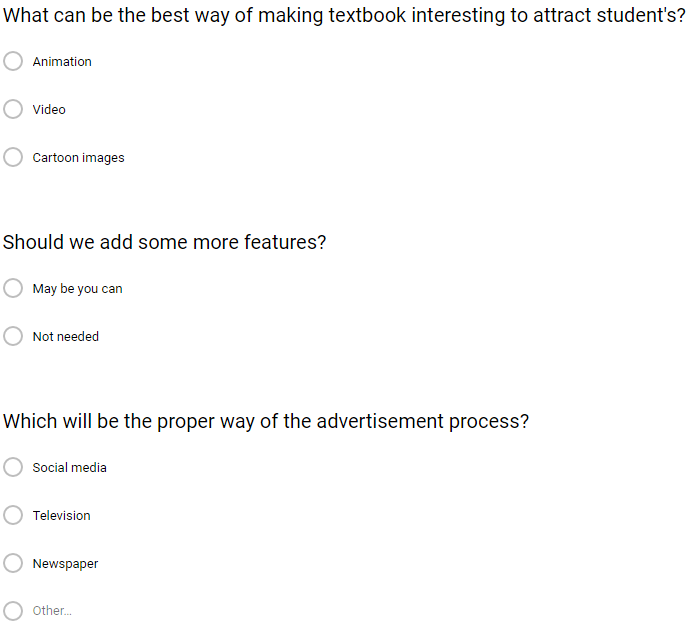 What can be the best way of making textbook interesting to attract student's?
Animation
Video
Cartoon images
Should we add some more features?
May be you can
Not needed
Which will be the proper way of the advertisement process?
Social media
Television
Newspaper
Other...